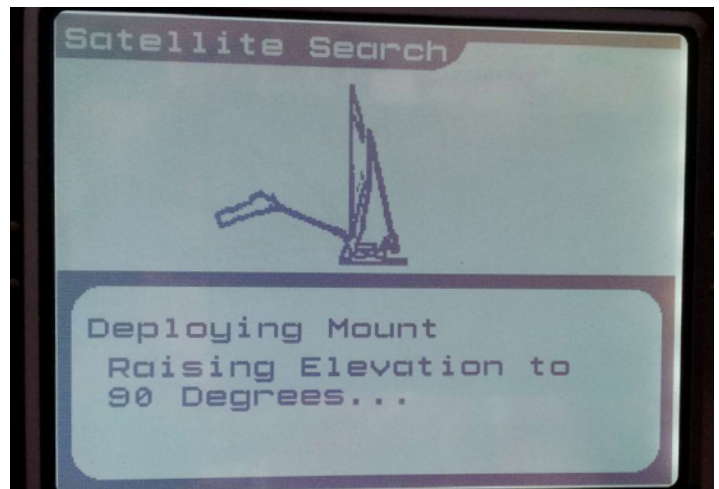 Satellite Search
Deploying Mount
Raising Elevation to
90 Degrees...